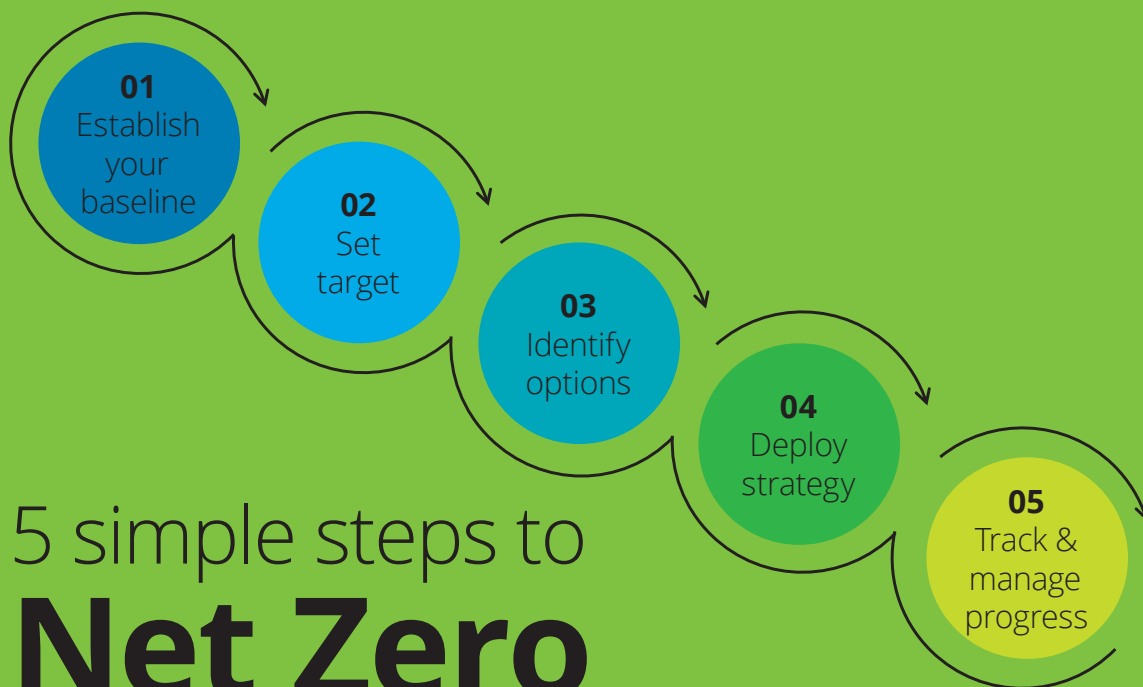 01
Establish
your
baseline
02
Set
target
03
Identify
options
04
Deploy
strategy
05
Track &
manage
progress
5 simple steps to
Net Zero